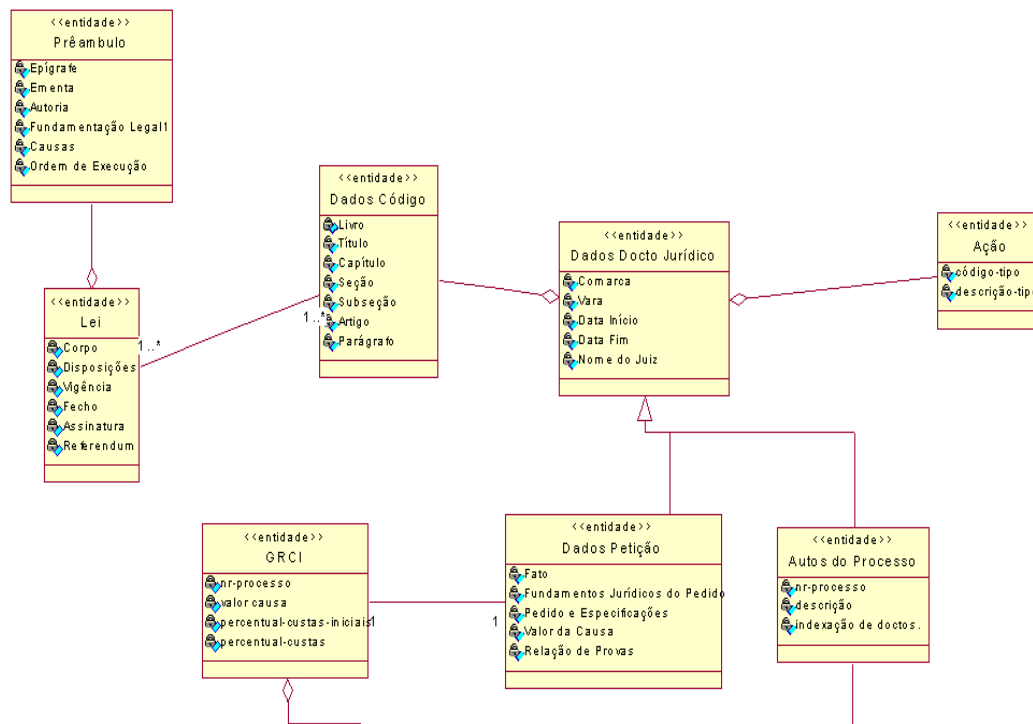 <<entidade>>
Prêambulo
Epígrafe
Ementa
Autoria
Fundamentação Legal1
Causas
Ordem de Execução
<<entidade>>
Lei
Corpo
Disposições
Vigência
Fecho
Assinatura
Referendum
1..*
1..*
<<entidade>>
Dados Código
Livro
Título
Capítulo
Seção
Subseção
Artigo
Parágrafo
<<entidade>>
Dados Docto Jurídico
Comarca
Vara
Data Início
Data Fim
Nome do Juiz
<<entidade>>
Ação
código-tipo
descrição-tipo
<<entidade>>
GRCI
nr-processo
valor causa
percentual-custas-iniciais
percentual-custas
1
1
<<entidade>>
Dados Petição
Fato
Fundamentos Jurídicos do Pedido
Pedido e Especificações
Valor da Causa
Relação de Provas
<<entidade>>
Autos do Processo
nr-processo
descrição
indexação de doctos.